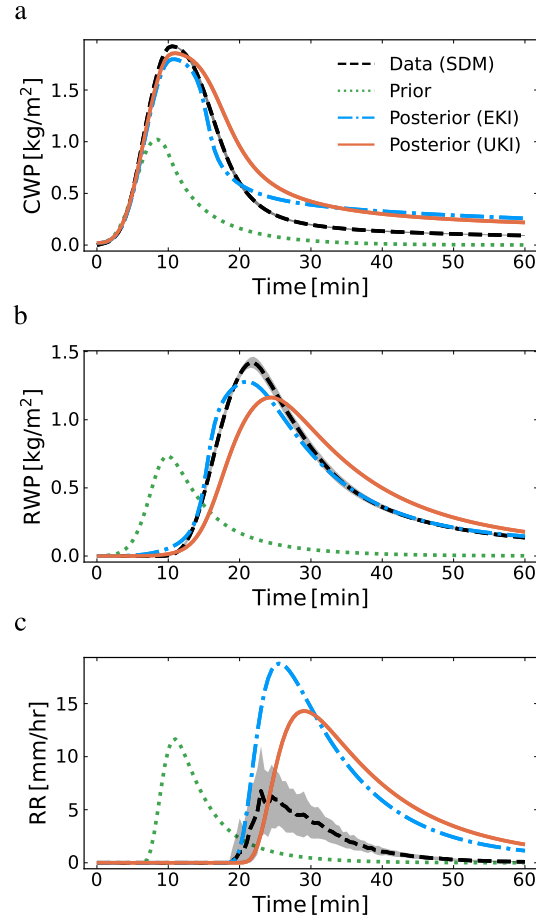 a
CWP [kg/m²]
1.5
1.0
0.5
0.0
Data (SDM)
Prior
Posterior (EKI)
Posterior (UKI)
0 10 20 30 40 50 60
Time [min]
b
RWP [kg/m²]
1.5
1.0
0.5
0.0
0 10 20 30 40 50 60
Time [min]
c
RR [mm/hr]
15
10
5
0
0 10 20 30 40 50 60
Time [min]